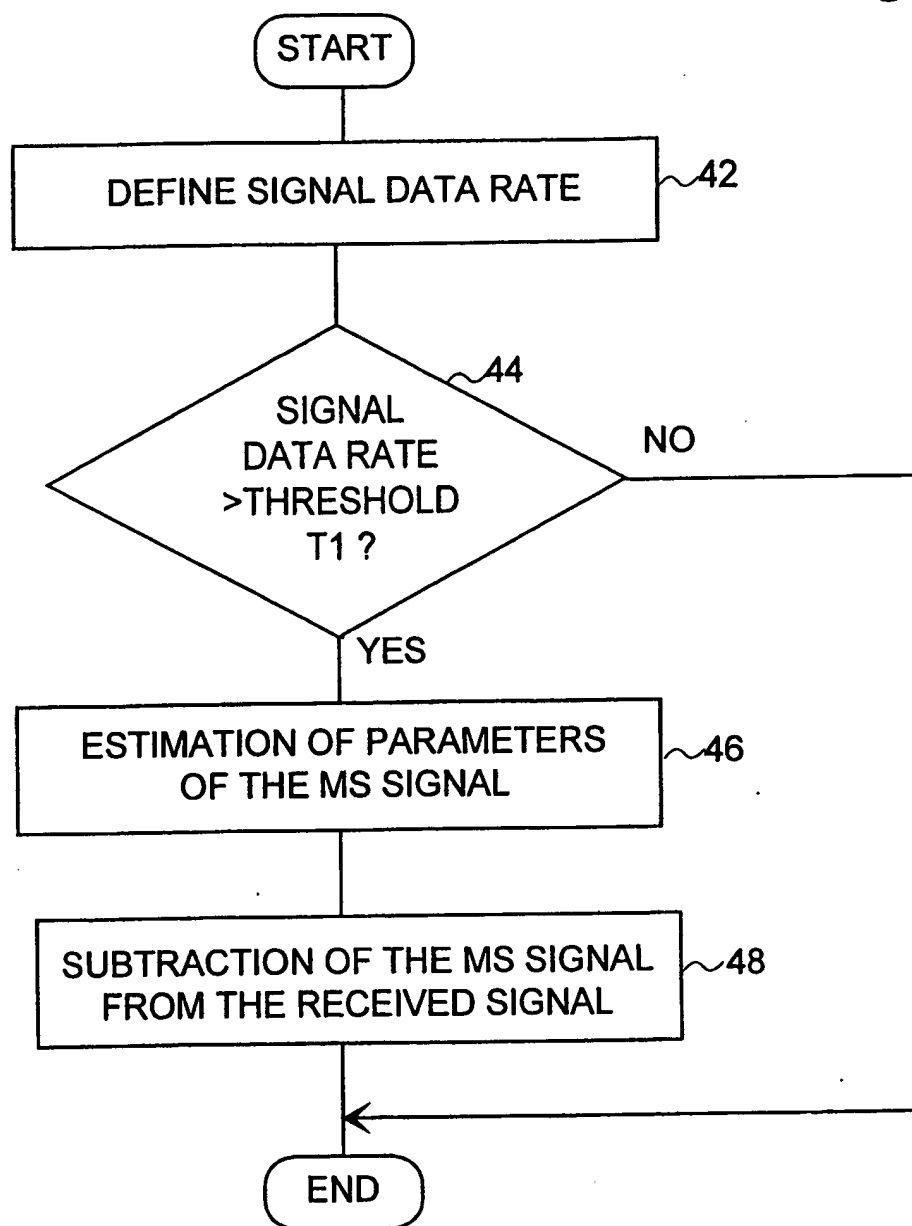 START
DEFINE SIGNAL DATA RATE
42
44
SIGNAL
DATA RATE
>THRESHOLD
T1 ?
NO
YES
ESTIMATION OF PARAMETERS
OF THE MS SIGNAL
46
SUBTRACTION OF THE MS SIGNAL
FROM THE RECEIVED SIGNAL
48
END